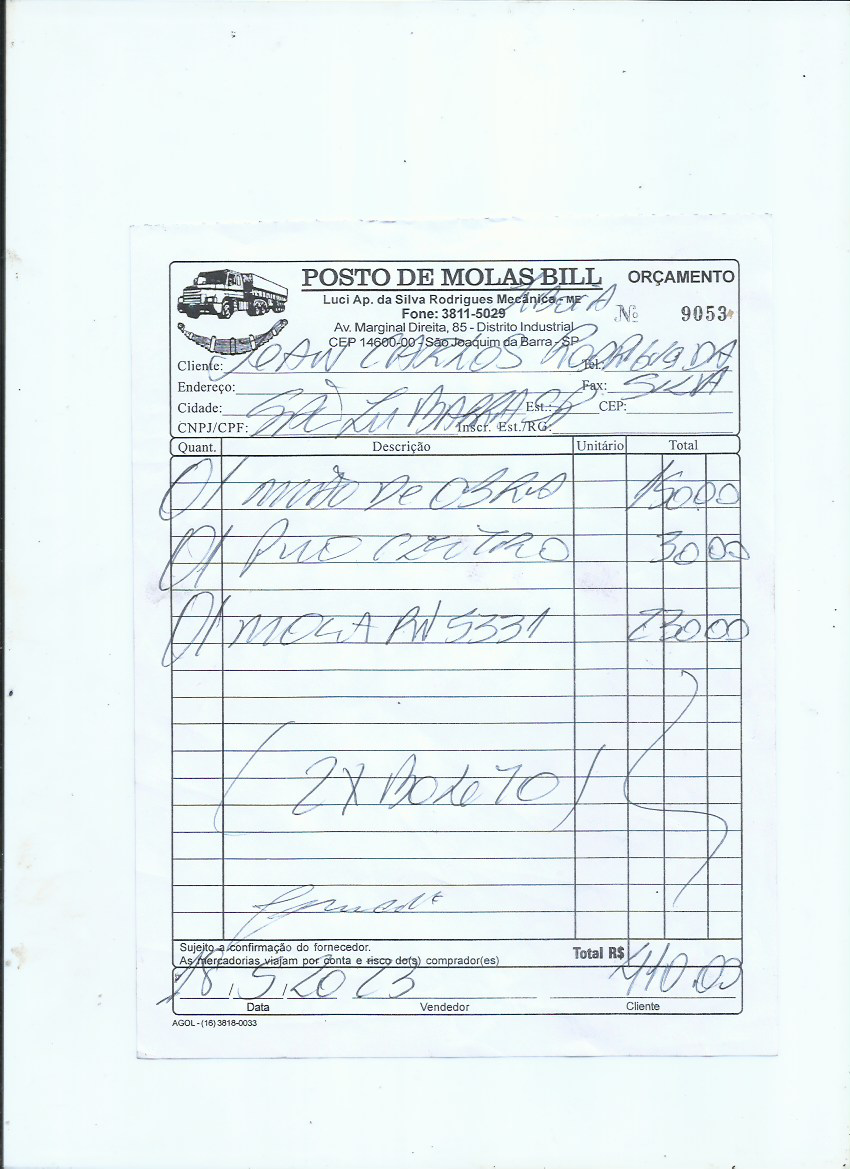 POSTO DE MOLAS BILL ORÇAMENTO
Luci Ap. da Silva Rodrigues Mecânica - ME
Fone: 3811-5029 Nº 9053
Av. Marginal Direita, 85 - Distrito Industrial
CEP 14600-00 - São Joaquim da Barra - SP
Cliente: JEAN CARLOS Tel.: DA
Endereço: Fax: SILVA
Cidade: BARRA SP Est.: CEP:
CNPJ/CPF: Inscr. Est./RG:
Quant. Descrição Unitário Total
01 MÃO DE OBRA 150 00
01 PINO CENTRO 30 00
01 MOLA 5331 230 00
(2X BOLETO)
Sujeito a confirmação do fornecedor.
As mercadorias viajam por conta e risco do(s) comprador(es)
Total R$ 410.00
18.5.2023
Data Vendedor Cliente
AGOL - (16) 3818-0033